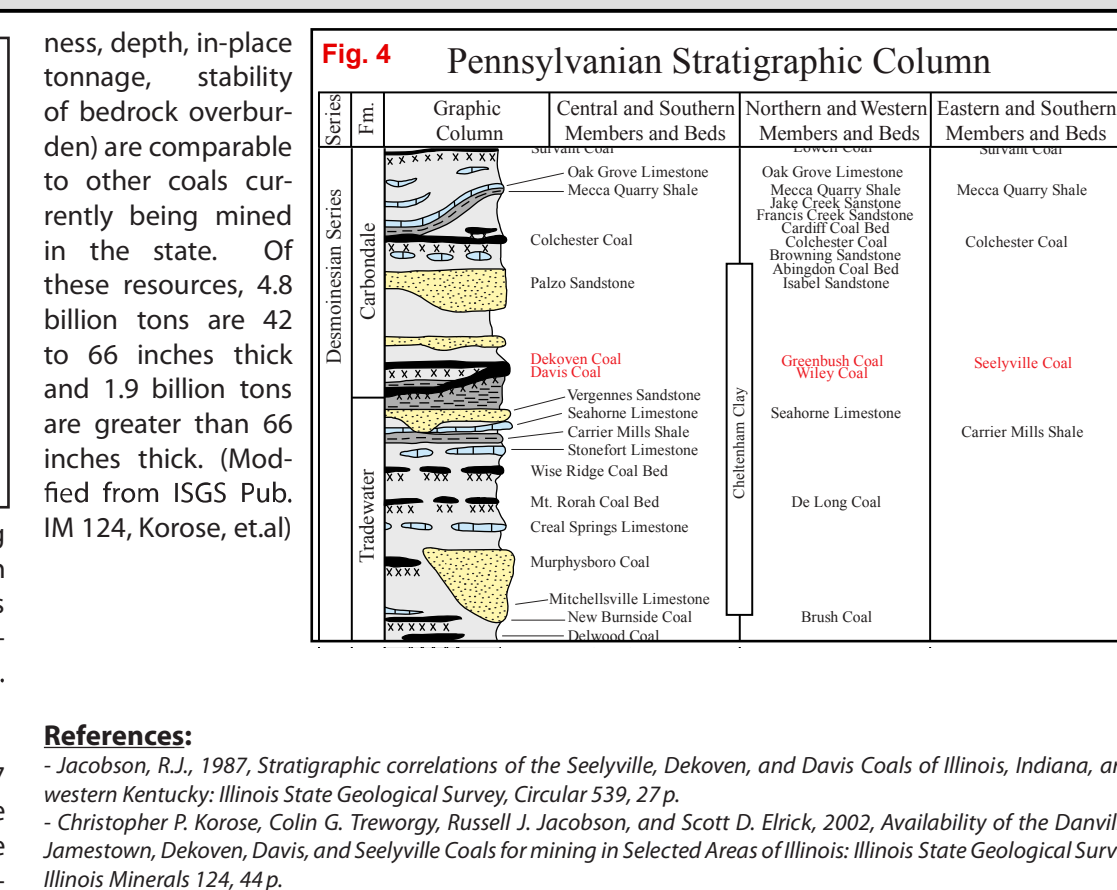 ness, depth, in-place
tonnage, stability
of bedrock overbur-
den) are comparable
to other coals cur-
rently being mined
in the state. Of
these resources, 4.8
billion tons are 42
to 66 inches thick
and 1.9 billion tons
are greater than 66
inches thick. (Mod-
fied from ISGS Pub.
IM 124, Korose, et.al)
Fig. 4
Pennsylvanian Stratigraphic Column
Series
Fm.
Graphic
Column
Central and Southern
Members and Beds
Northern and Western
Members and Beds
Eastern and Southern
Members and Beds
Desmoinesian Series
Carbondale
Tradewater
Survant Coal
Oak Grove Limestone
Mecca Quarry Shale
Colchester Coal
Palzo Sandstone
Dekoven Coal
Davis Coal
Vergennes Sandstone
Seahorne Limestone
Carrier Mills Shale
Stonefort Limestone
Wise Ridge Coal Bed
Mt. Rorah Coal Bed
Creal Springs Limestone
Murphysboro Coal
Mitchellsville Limestone
New Burnside Coal
Delwood Coal
Cheltenham Clay
Lowell Coal
Oak Grove Limestone
Mecca Quarry Shale
Jake Creek Sanstone
Francis Creek Sandstone
Cardiff Coal Bed
Colchester Coal
Browning Sandstone
Abingdon Coal Bed
Isabel Sandstone
Greenbush Coal
Wiley Coal
Seahorne Limestone
De Long Coal
Brush Coal
Survant Coal
Mecca Quarry Shale
Colchester Coal
Seelyville Coal
Carrier Mills Shale
References:
- Jacobson, R.J., 1987, Stratigraphic correlations of the Seelyville, Dekoven, and Davis Coals of Illinois, Indiana, an
western Kentucky: Illinois State Geological Survey, Circular 539, 27 p.
- Christopher P. Korose, Colin G. Treworgy, Russell J. Jacobson, and Scott D. Elrick, 2002, Availability of the Danvil
Jamestown, Dekoven, Davis, and Seelyville Coals for mining in Selected Areas of Illinois: Illinois State Geological Surv
Illinois Minerals 124, 44 p.